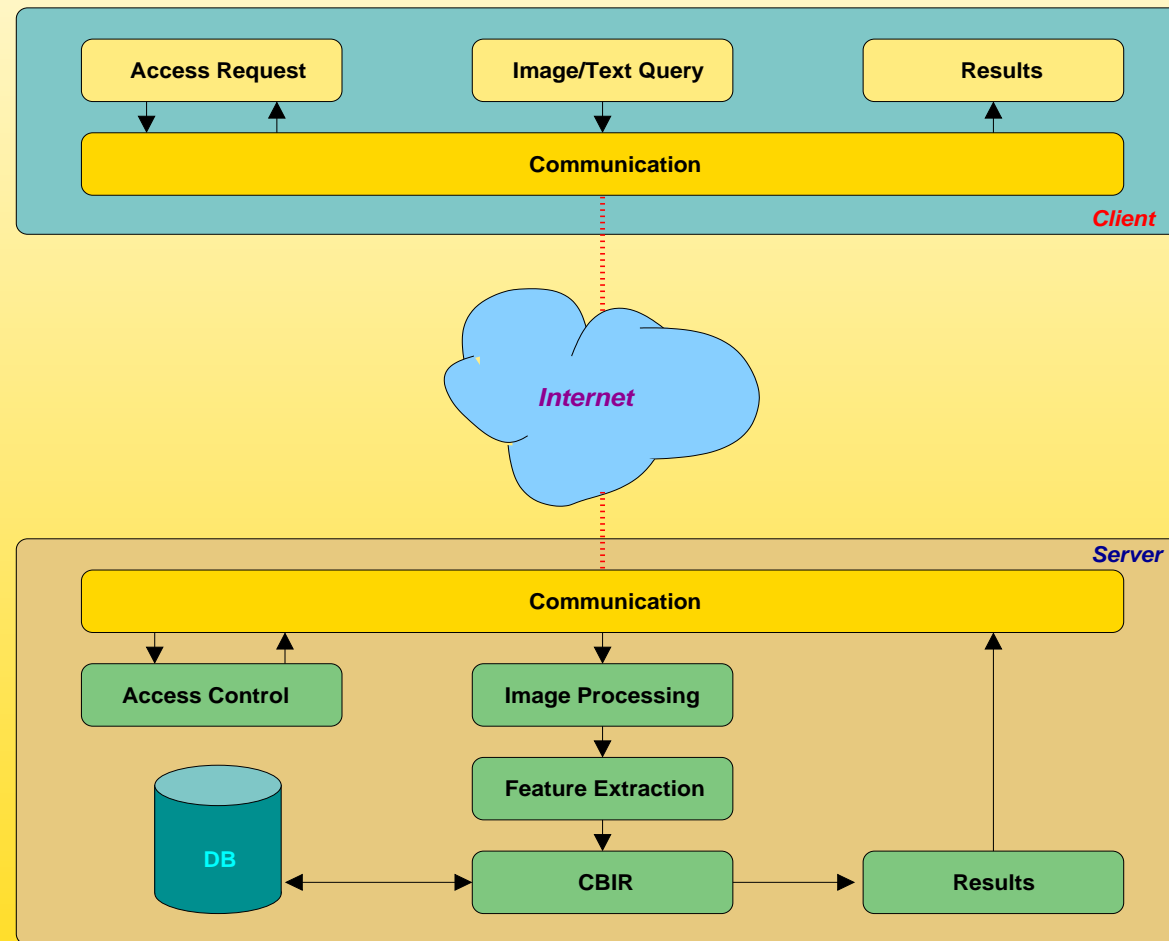 Access Request
Image/Text Query
Results
Communication
Client
Internet
Server
Communication
Access Control
Image Processing
Feature Extraction
DB
CBIR
Results